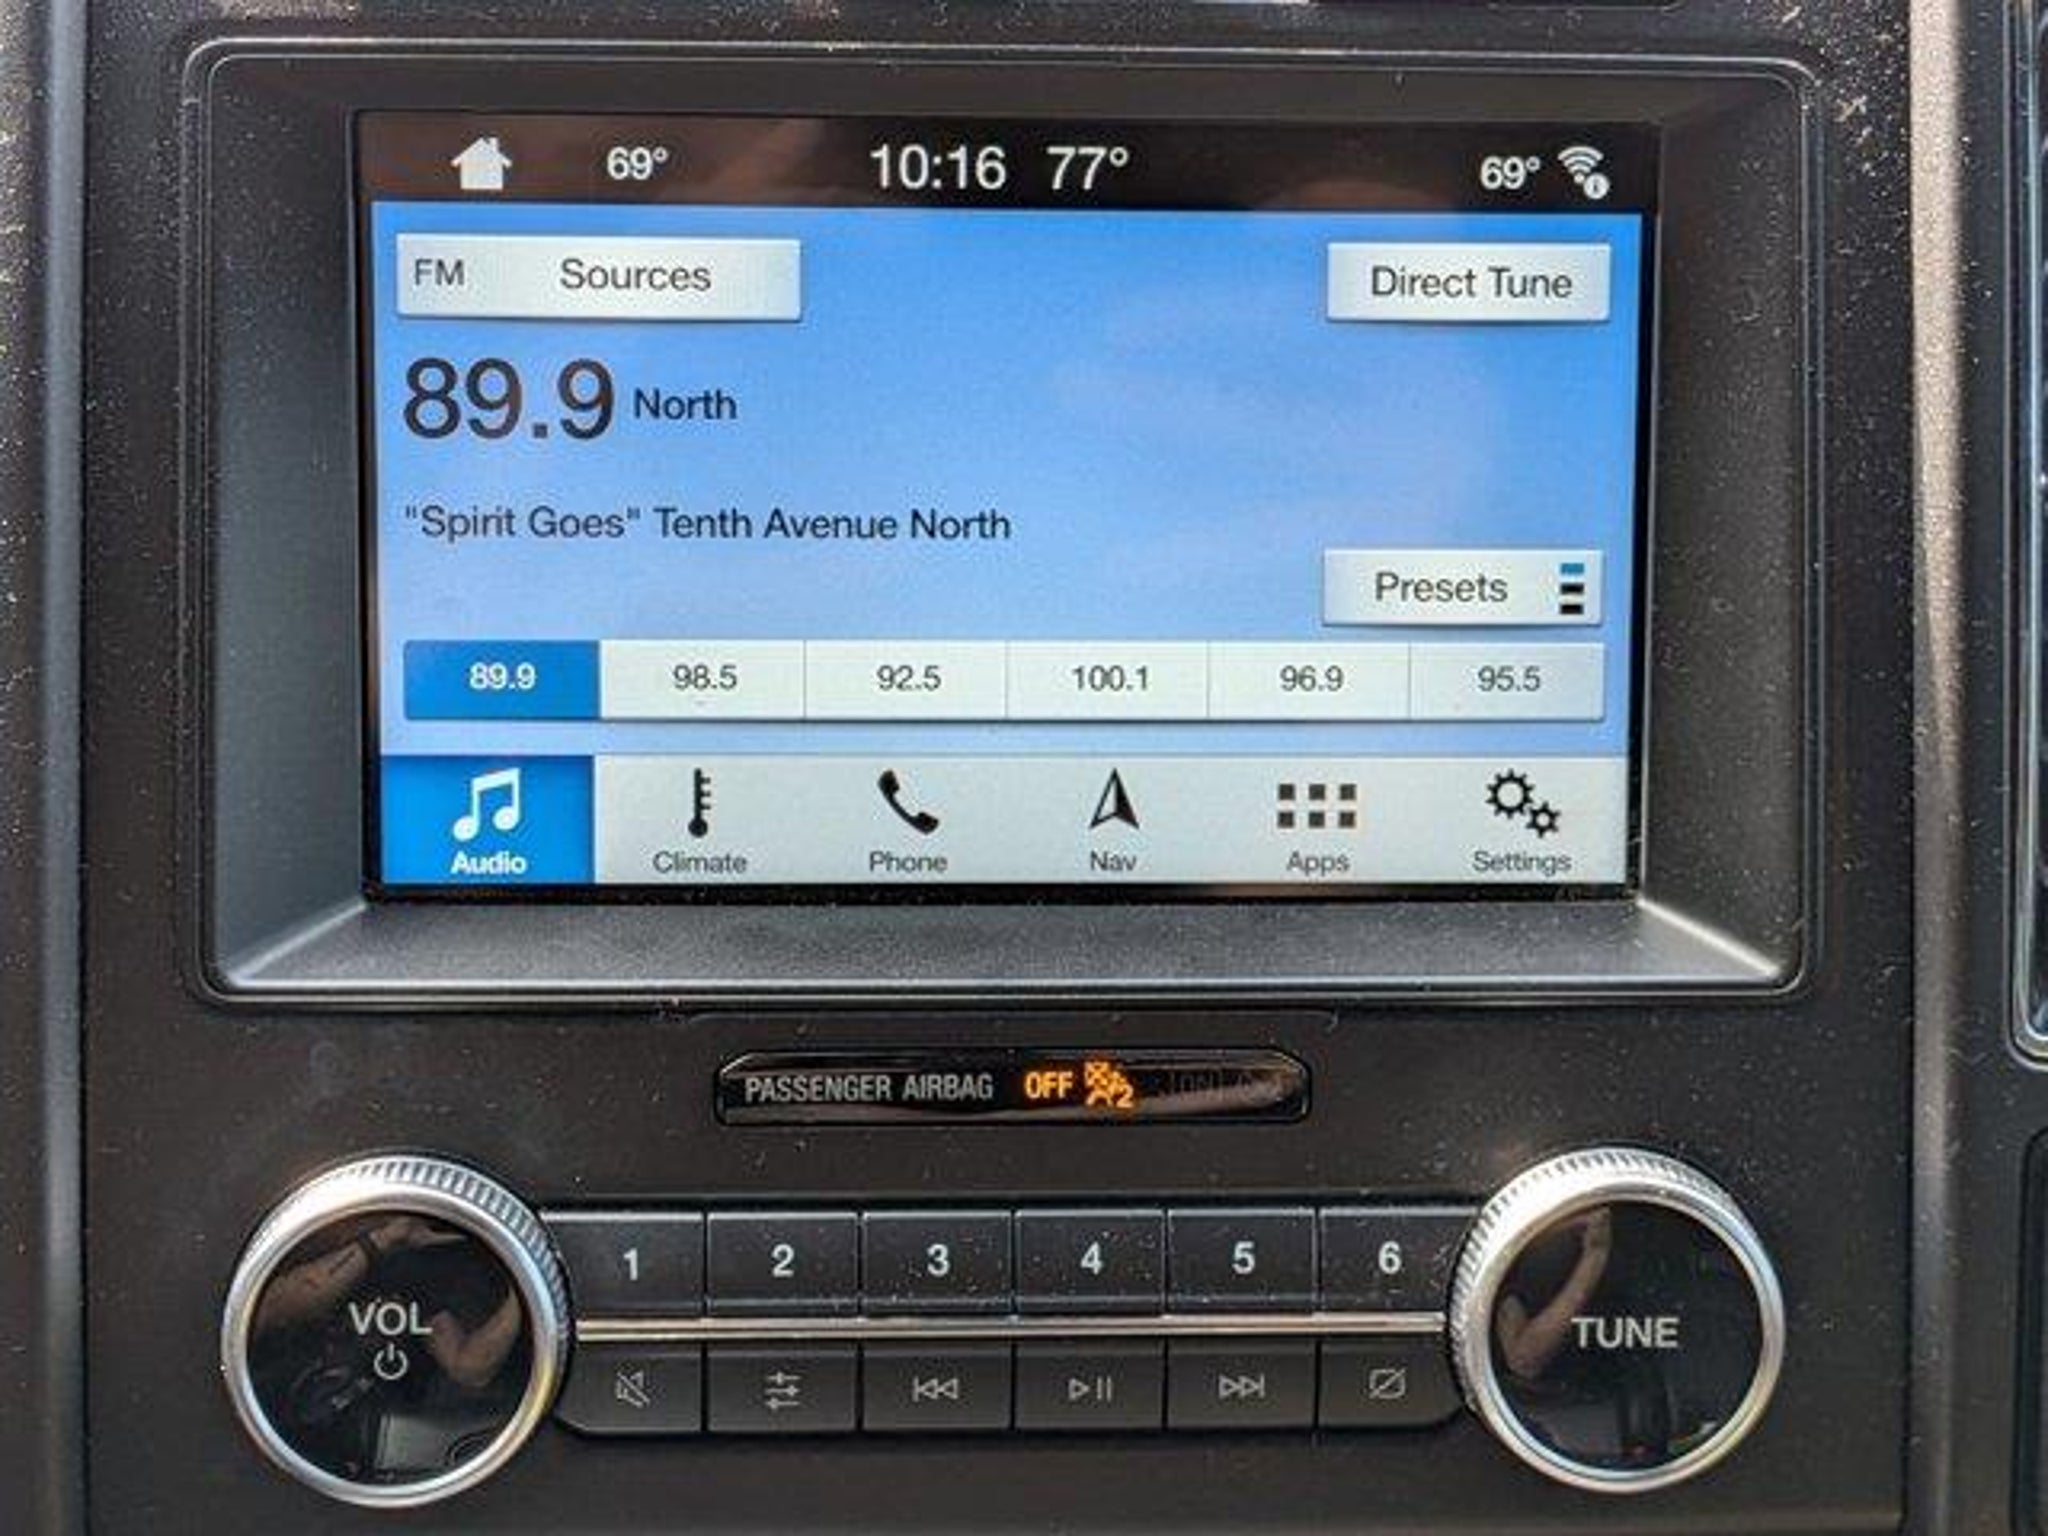 69° 10:16 77° 69°
FM Sources Direct Tune
89.9 North
"Spirit Goes" Tenth Avenue North
Presets
89.9 98.5 92.5 100.1 96.9 95.5
Audio Climate Phone Nav Apps Settings
PASSENGER AIRBAG OFF 2
1 2 3 4 5 6
VOL TUNE